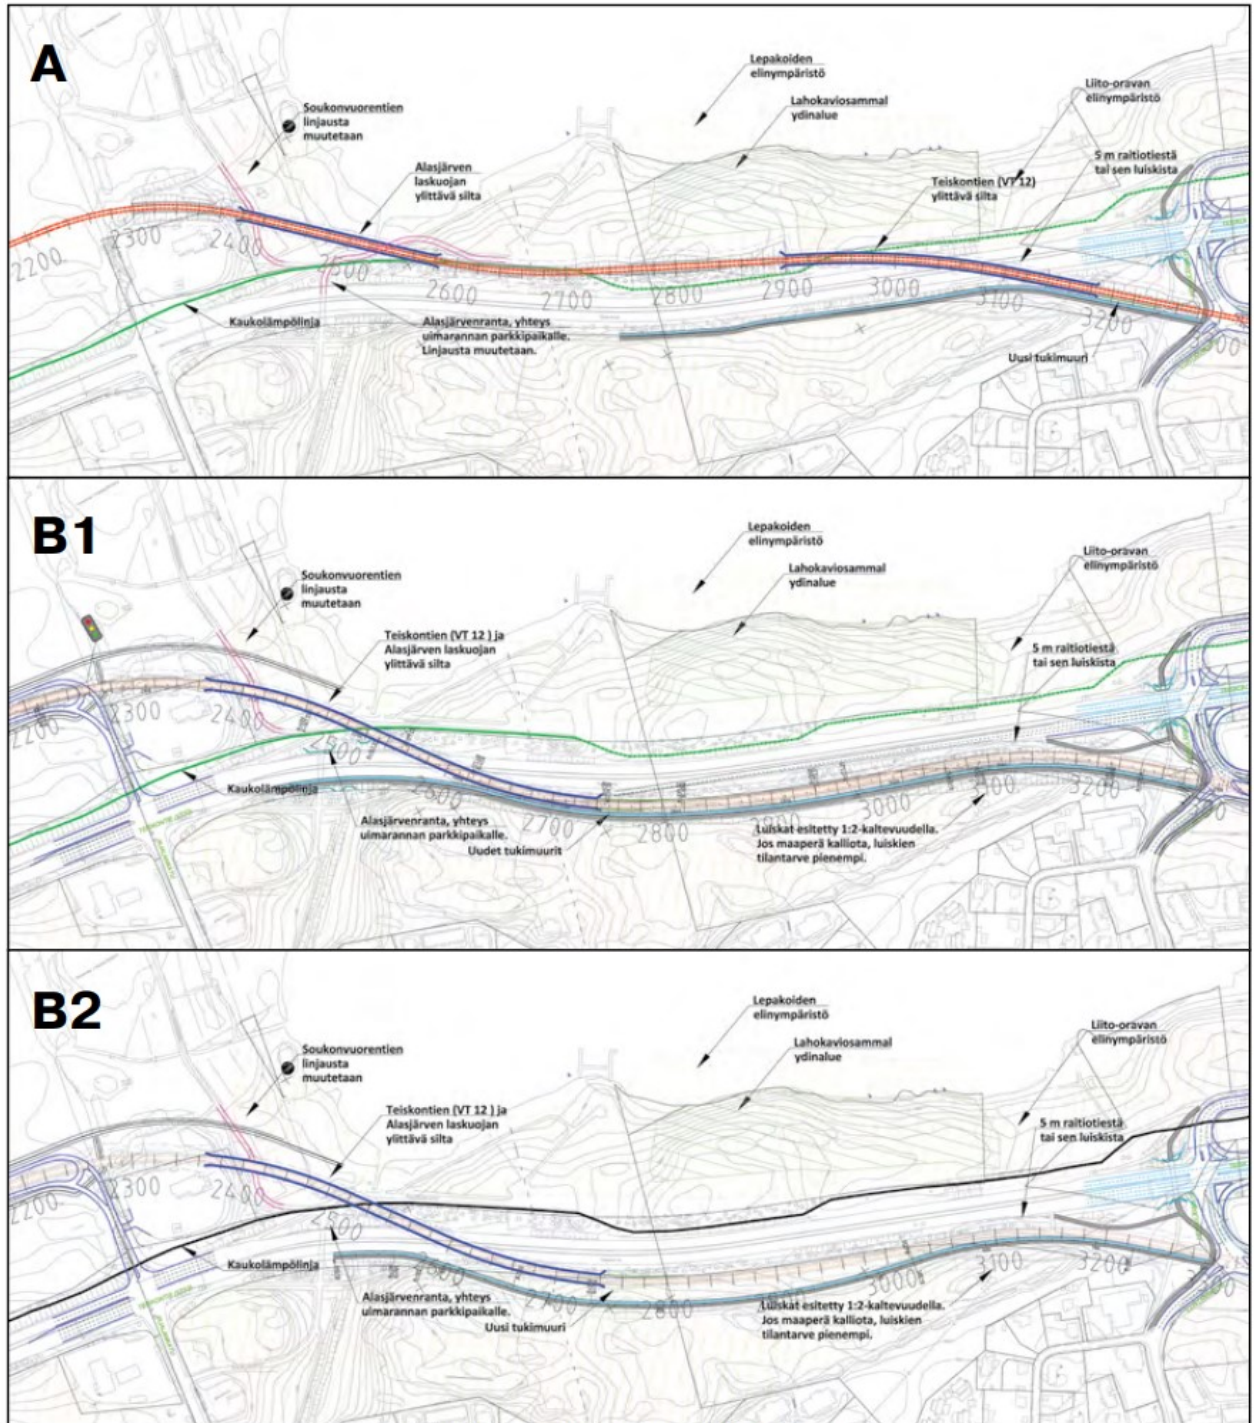 A
Lepakoiden
elinympäristö
Liito-oravan
elinympäristö
Soukonvuorentien
linjausta
muutetaan
Lahokaviosammal
ydinalue
Alasjärven
laskuojan
ylittävä silta
5 m raitiotiestä
tai sen luiskista
Teiskontien (VT 12)
ylittävä silta
2200
2300
2400
2500
2600
2700
2800
2900
3000
3100
3200
Kaukolämpölinja
Alasjärvenranta, yhteys
uimarannan parkkipaikalle.
Linjausta muutetaan.
Uusi tukimuuri
B1
Lepakoiden
elinympäristö
Liito-oravan
elinympäristö
Soukonvuorentien
linjausta
muutetaan
Lahokaviosammal
ydinalue
Teiskontien (VT 12 ) ja
Alasjärven laskuojan
ylittävä silta
5 m raitiotiestä
tai sen luiskista
2200
2300
2400
2500
2600
2700
2800
3000
3100
3200
Kaukolämpölinja
Alasjärvenranta, yhteys
uimarannan parkkipaikalle.
Uudet tukimuurit
Luiskat esitetty 1:2-kaltevuudella.
Jos maaperä kalliota, luiskien
tilantarve pienempi.
B2
Lepakoiden
elinympäristö
Liito-oravan
elinympäristö
Soukonvuorentien
linjausta
muutetaan
Lahokaviosammal
ydinalue
Teiskontien (VT 12 ) ja
Alasjärven laskuojan
ylittävä silta
5 m raitiotiestä
tai sen luiskista
2200
2300
2400
2500
2700
2800
3000
3100
3200
Kaukolämpölinja
Alasjärvenranta, yhteys
uimarannan parkkipaikalle.
Uusi tukimuuri
Luiskat esitetty 1:2-kaltevuudella.
Jos maaperä kalliota, luiskien
tilantarve pienempi.